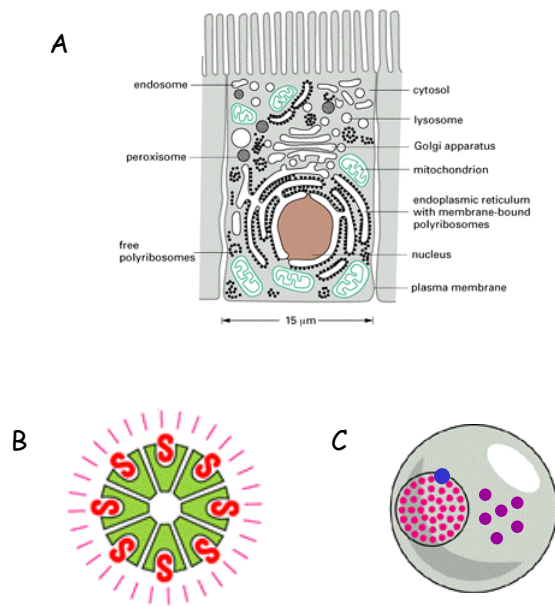 A
endosome
cytosol
lysosome
Golgi apparatus
peroxisome
mitochondrion
endoplasmic reticulum
with membrane-bound
polyribosomes
free
polyribosomes
nucleus
plasma membrane
15 µm
B
C
S
S
S
S
S
S
S
S